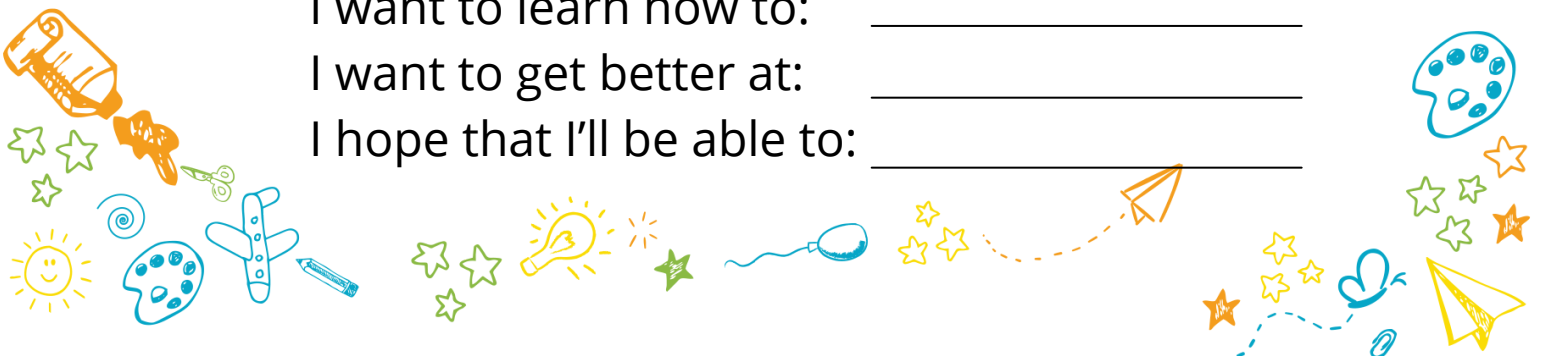 I want to learn how to:
I want to get better at:
I hope that I’ll be able to: